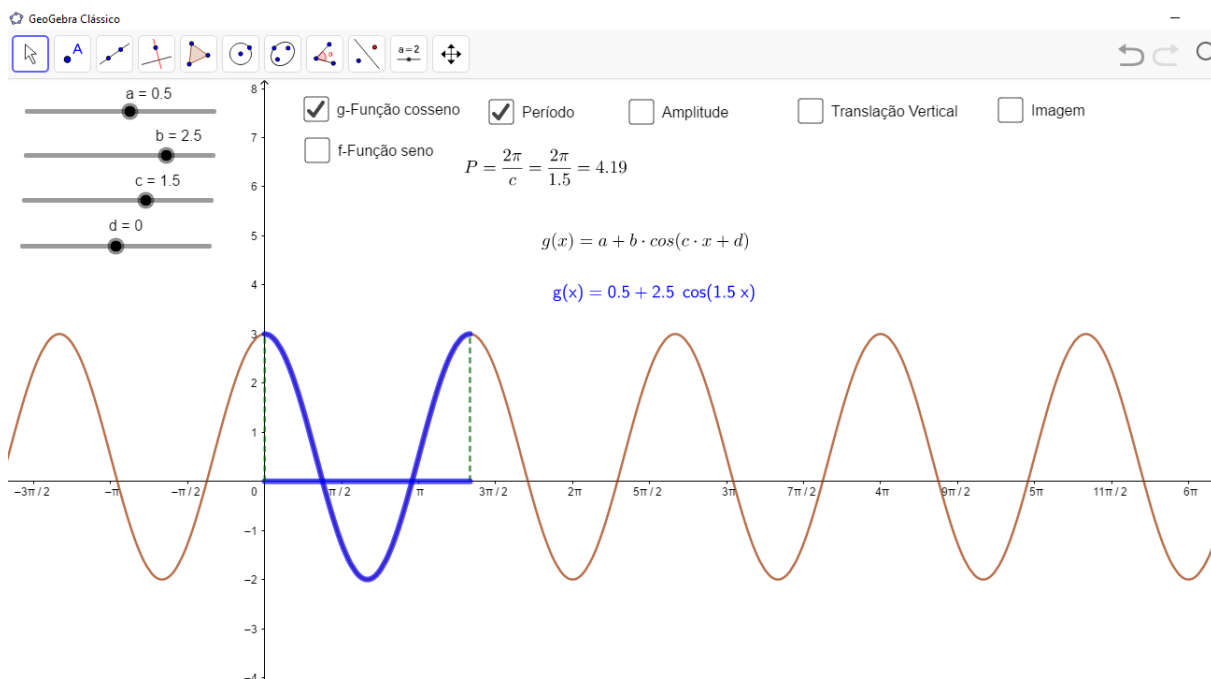 GeoGebra Clássico
A
α
a = 2
a = 0.5
b = 2.5
c = 1.5
d = 0
g-Função cosseno
Período
Amplitude
Translação Vertical
Imagem
f-Função seno
P = 2π/c = 2π/1.5 = 4.19
g(x) = a + b · cos(c · x + d)
g(x) = 0.5 + 2.5 cos(1.5 x)
8
7
6
5
4
3
2
1
−3π / 2 −π −π / 2 0 π / 2 π 3π / 2 2π 5π / 2 3π 7π / 2 4π 9π / 2 5π 11π / 2 6π
−1
−2
−3
−4